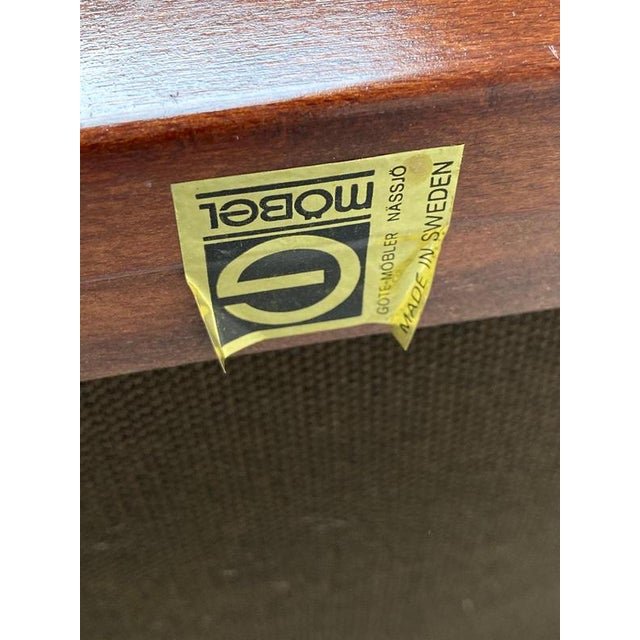 MÖBEL
G
GÖTE-MÖBLER NÄSSJÖ
MADE IN SWEDEN